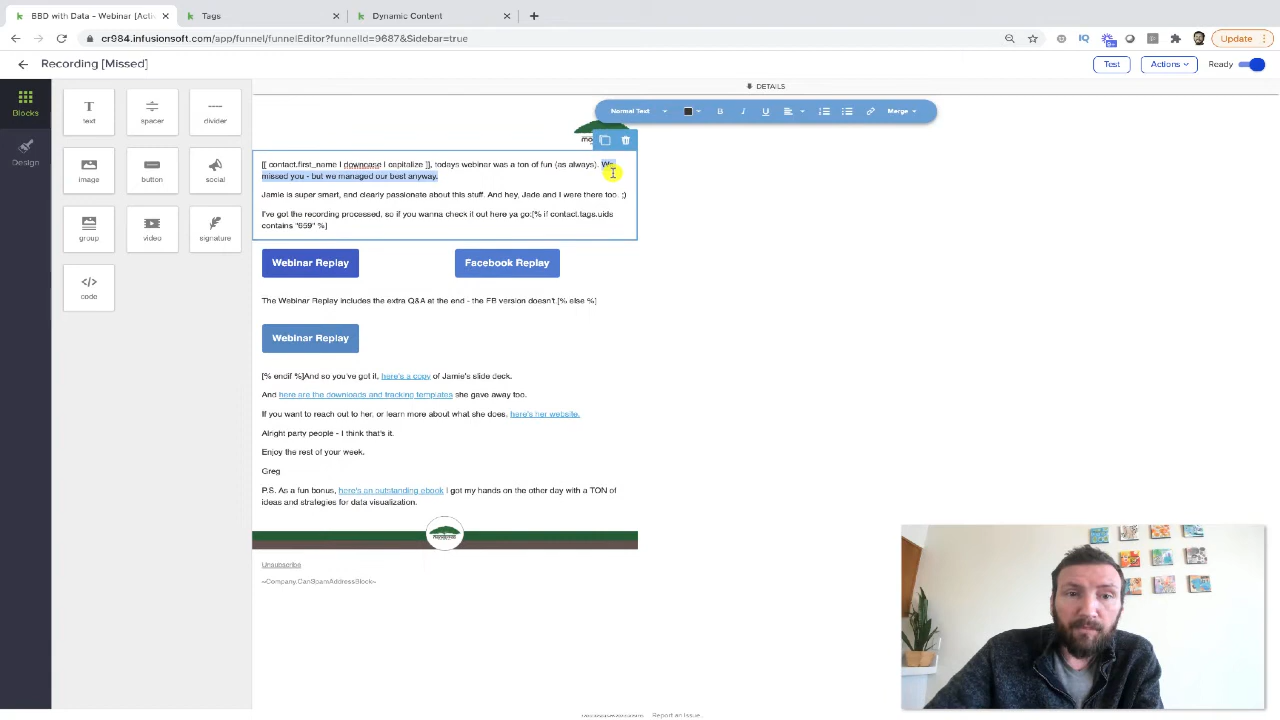 BBD with Data - Webinar [Actiو
Tags
Dynamic Content
cr984.infusionsoft.com/app/funnel/funnelEditor?funnelId=9687&Sidebar=true
IQ
9+
Update
Recording [Missed]
Test
Actions
Ready
Blocks
Design
text
spacer
divider
image
button
social
group
video
signature
code
DETAILS
Normal Text
B
I
U
Merge
[[ contact.first_name | downcase | capitalize ]], todays webinar was a ton of fun (as always). We
missed you - but we managed our best anyway.
Jamie is super smart, and clearly passionate about this stuff. And hey, Jade and I were there too. ;)
I've got the recording processed, so if you wanna check it out here ya go:[% if contact.tags.uids
contains "659" %]
Webinar Replay
Facebook Replay
The Webinar Replay includes the extra Q&A at the end - the FB version doesn't.[% else %]
Webinar Replay
[% endif %]And so you've got it, here's a copy of Jamie's slide deck.
And here are the downloads and tracking templates she gave away too.
If you want to reach out to her, or learn more about what she does, here's her website.
Alright party people - I think that's it.
Enjoy the rest of your week.
Greg
P.S. As a fun bonus, here's an outstanding ebook I got my hands on the other day with a TON of
ideas and strategies for data visualization.
Unsubscribe
~Company.CanSpamAddressBlock~
Report an Issue